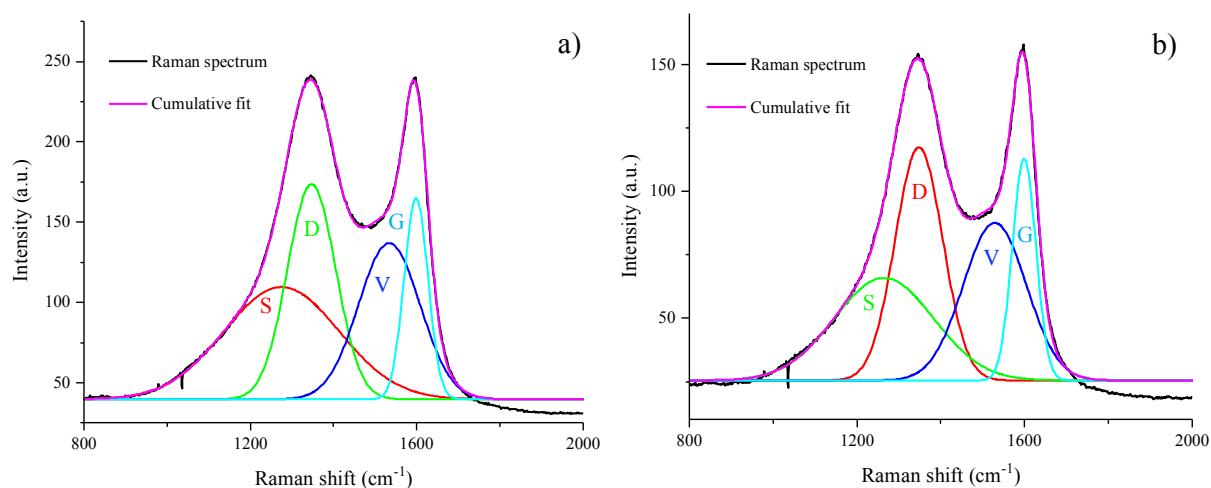 a)
Raman spectrum
Cumulative fit
Intensity (a.u.)
250
200
150
100
50
S
D
V
G
800
1200
1600
2000
Raman shift (cm⁻¹)
b)
Raman spectrum
Cumulative fit
Intensity (a.u.)
150
100
50
S
D
V
G
800
1200
1600
2000
Raman shift (cm⁻¹)